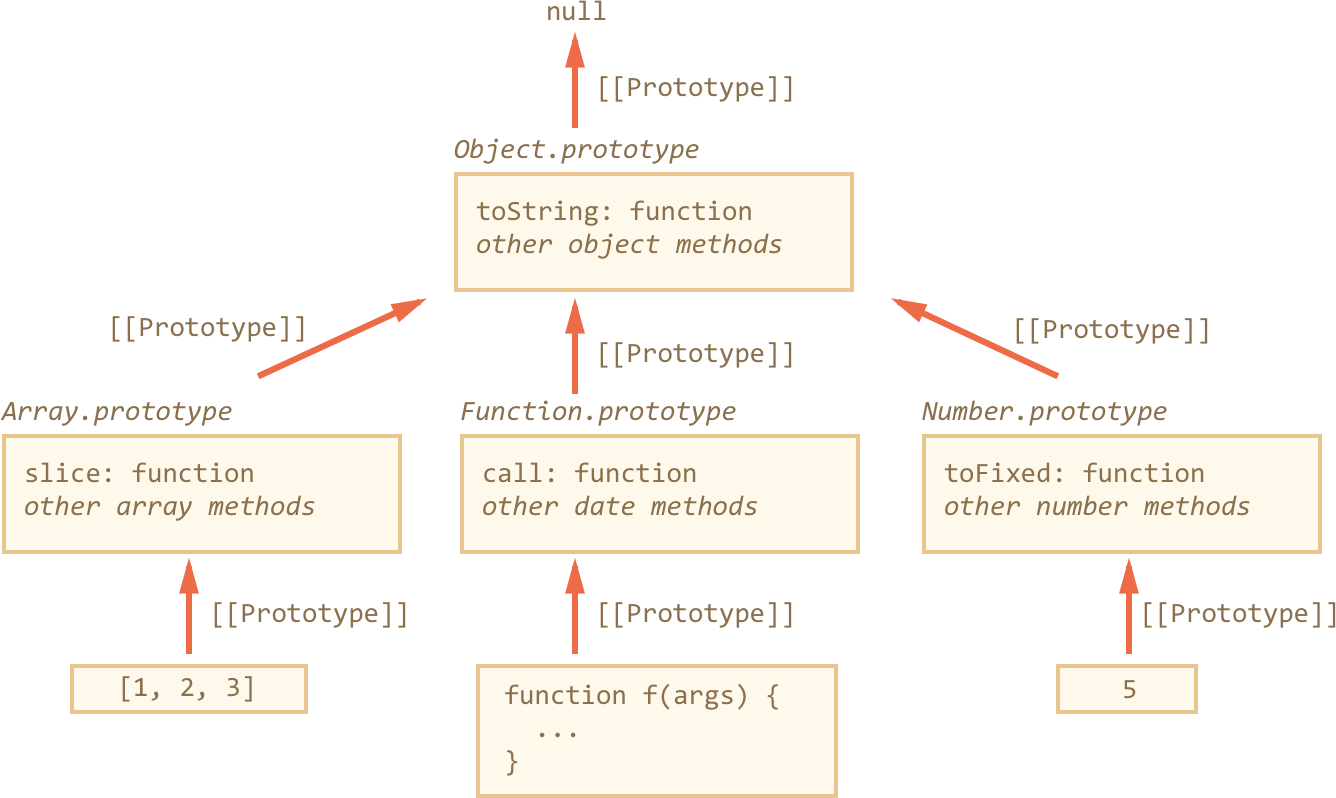 null
[[Prototype]]
Object.prototype
toString: function
other object methods
[[Prototype]]
[[Prototype]]
[[Prototype]]
Array.prototype
slice: function
other array methods
Function.prototype
call: function
other date methods
Number.prototype
toFixed: function
other number methods
[[Prototype]]
[[Prototype]]
[[Prototype]]
[1, 2, 3]
function f(args) {
  ...
}
5